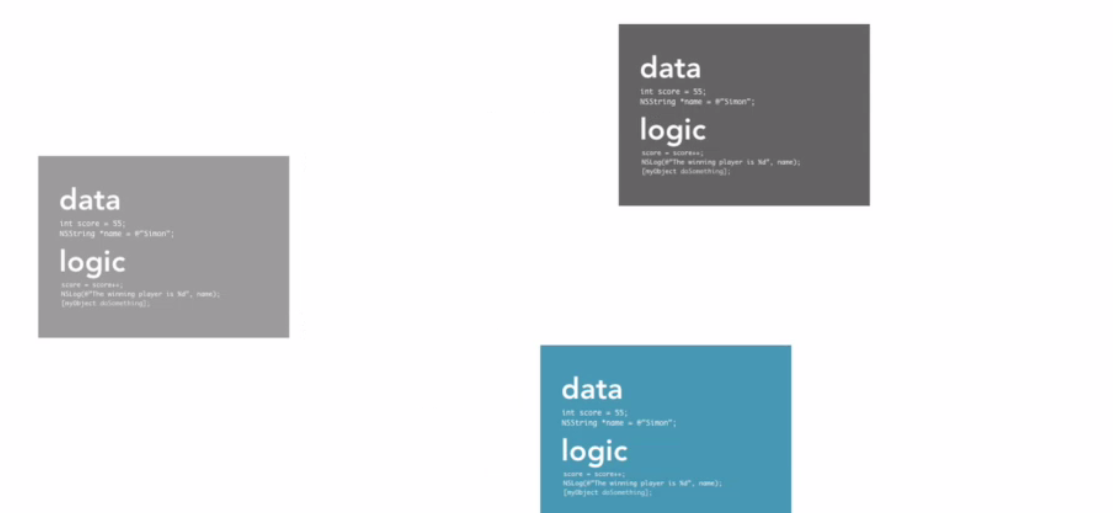 data
int score = 55;
NSString *name = @"Simon";
logic
score = score++;
NSLog(@"The winning player is %d", name);
[myObject doSomething];
data
int score = 55;
NSString *name = @"Simon";
logic
score = score++;
NSLog(@"The winning player is %d", name);
[myObject doSomething];
data
int score = 55;
NSString *name = @"Simon";
logic
score = score++;
NSLog(@"The winning player is %d", name);
[myObject doSomething];